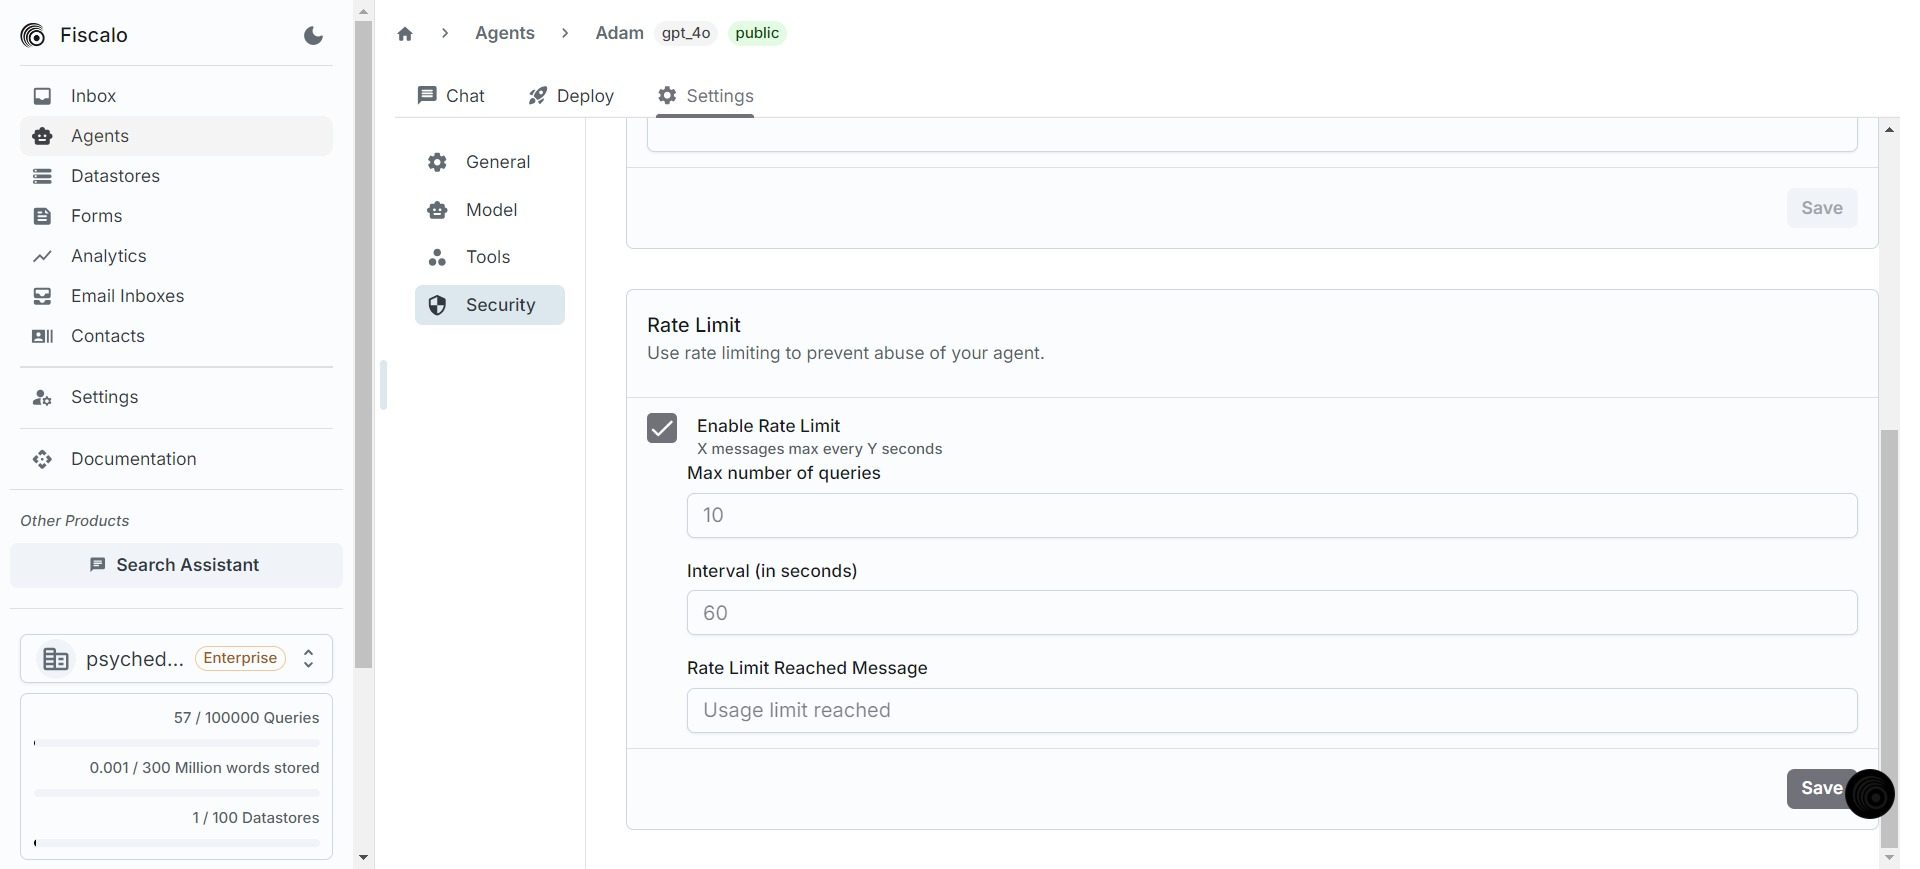 Fiscalo
Inbox
Agents
Datastores
Forms
Analytics
Email Inboxes
Contacts
Settings
Documentation
Other Products
Search Assistant
psyched... Enterprise
57 / 100000 Queries
0.001 / 300 Million words stored
1 / 100 Datastores
Agents Adam gpt_4o public
Chat Deploy Settings
General
Model
Tools
Security
Save
Rate Limit
Use rate limiting to prevent abuse of your agent.
Enable Rate Limit
X messages max every Y seconds
Max number of queries
10
Interval (in seconds)
60
Rate Limit Reached Message
Usage limit reached
Save